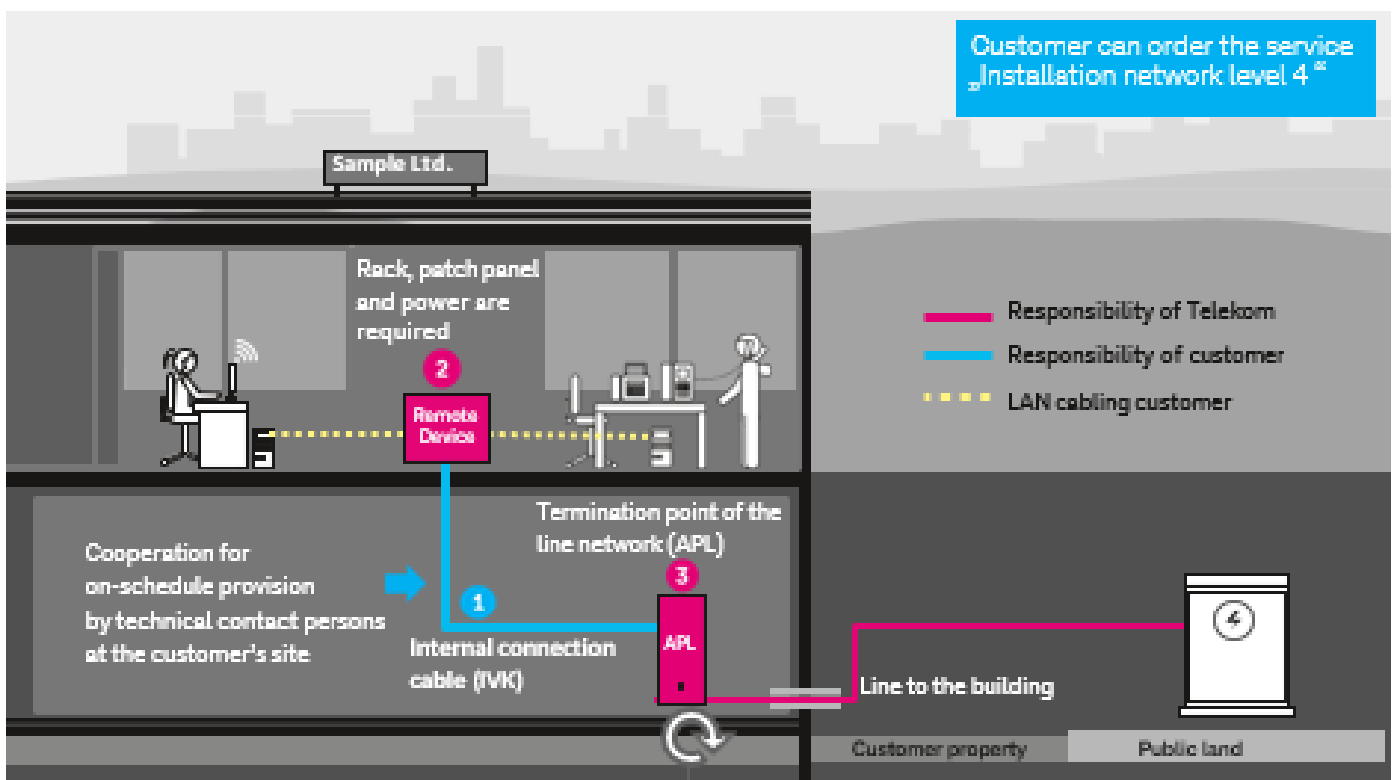 Customer can order the service
„Installation network level 4“
Sample Ltd.
Rack, patch panel
and power are
required
2
Remote
Device
Responsibility of Telekom
Responsibility of customer
LAN cabling customer
Termination point of the
line network (APL)
3
APL
Cooperation for
on-schedule provision
by technical contact persons
at the customer's site
1
Internal connection
cable (IVK)
4
Line to the building
Customer property
Public land